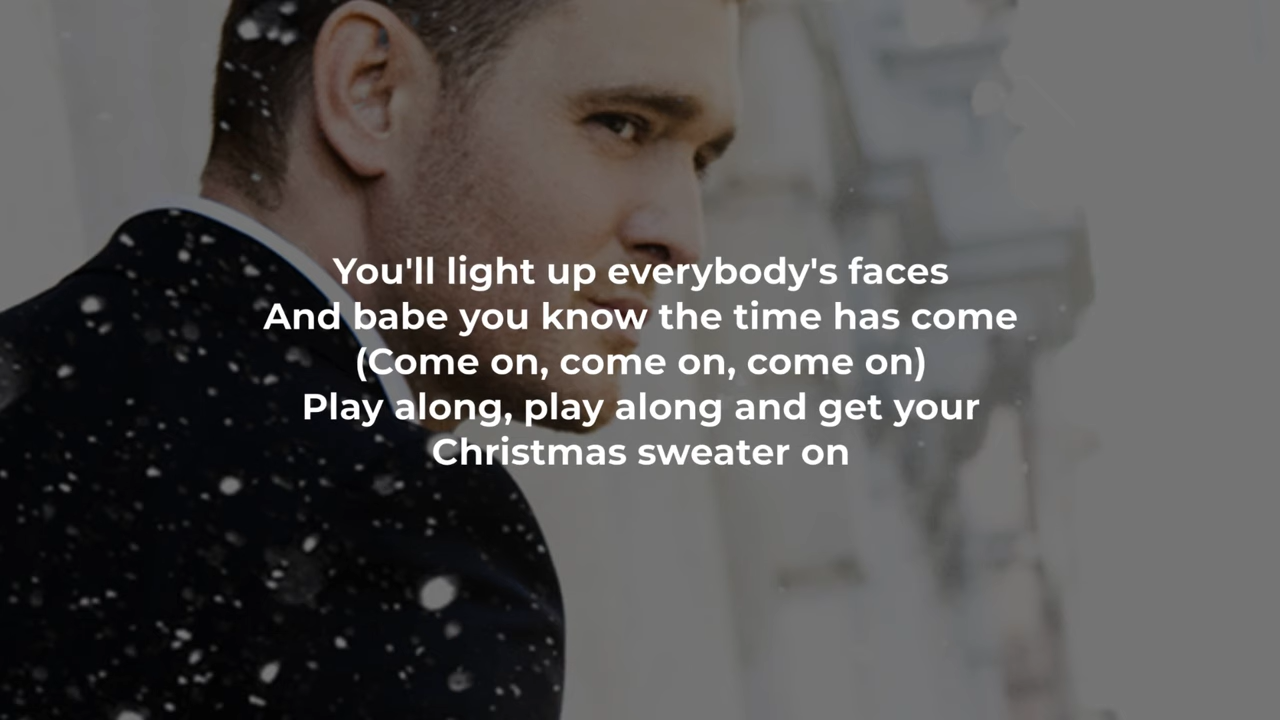 You'll light up everybody's faces
And babe you know the time has come
(Come on, come on, come on)
Play along, play along and get your
Christmas sweater on